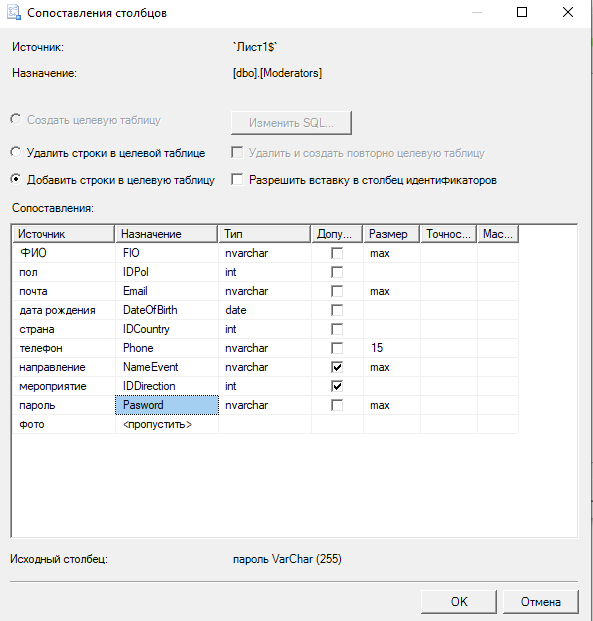 Сопоставления столбцов
Источник: `Лист1$`
Назначение: [dbo].[Moderators]
Создать целевую таблицу Изменить SQL...
Удалить строки в целевой таблице Удалить и создать повторно целевую таблицу
Добавить строки в целевую таблицу Разрешить вставку в столбец идентификаторов
Сопоставления:
Источник Назначение Тип Допу... Размер Точнос... Мас...
ФИО FIO nvarchar max
пол IDPol int
почта Email nvarchar max
дата рождения DateOfBirth date
страна IDCountry int
телефон Phone nvarchar 15
направление NameEvent nvarchar max
мероприятие IDDirection int
пароль Pasword nvarchar max
фото <пропустить>
Исходный столбец: пароль VarChar (255)
OK Отмена